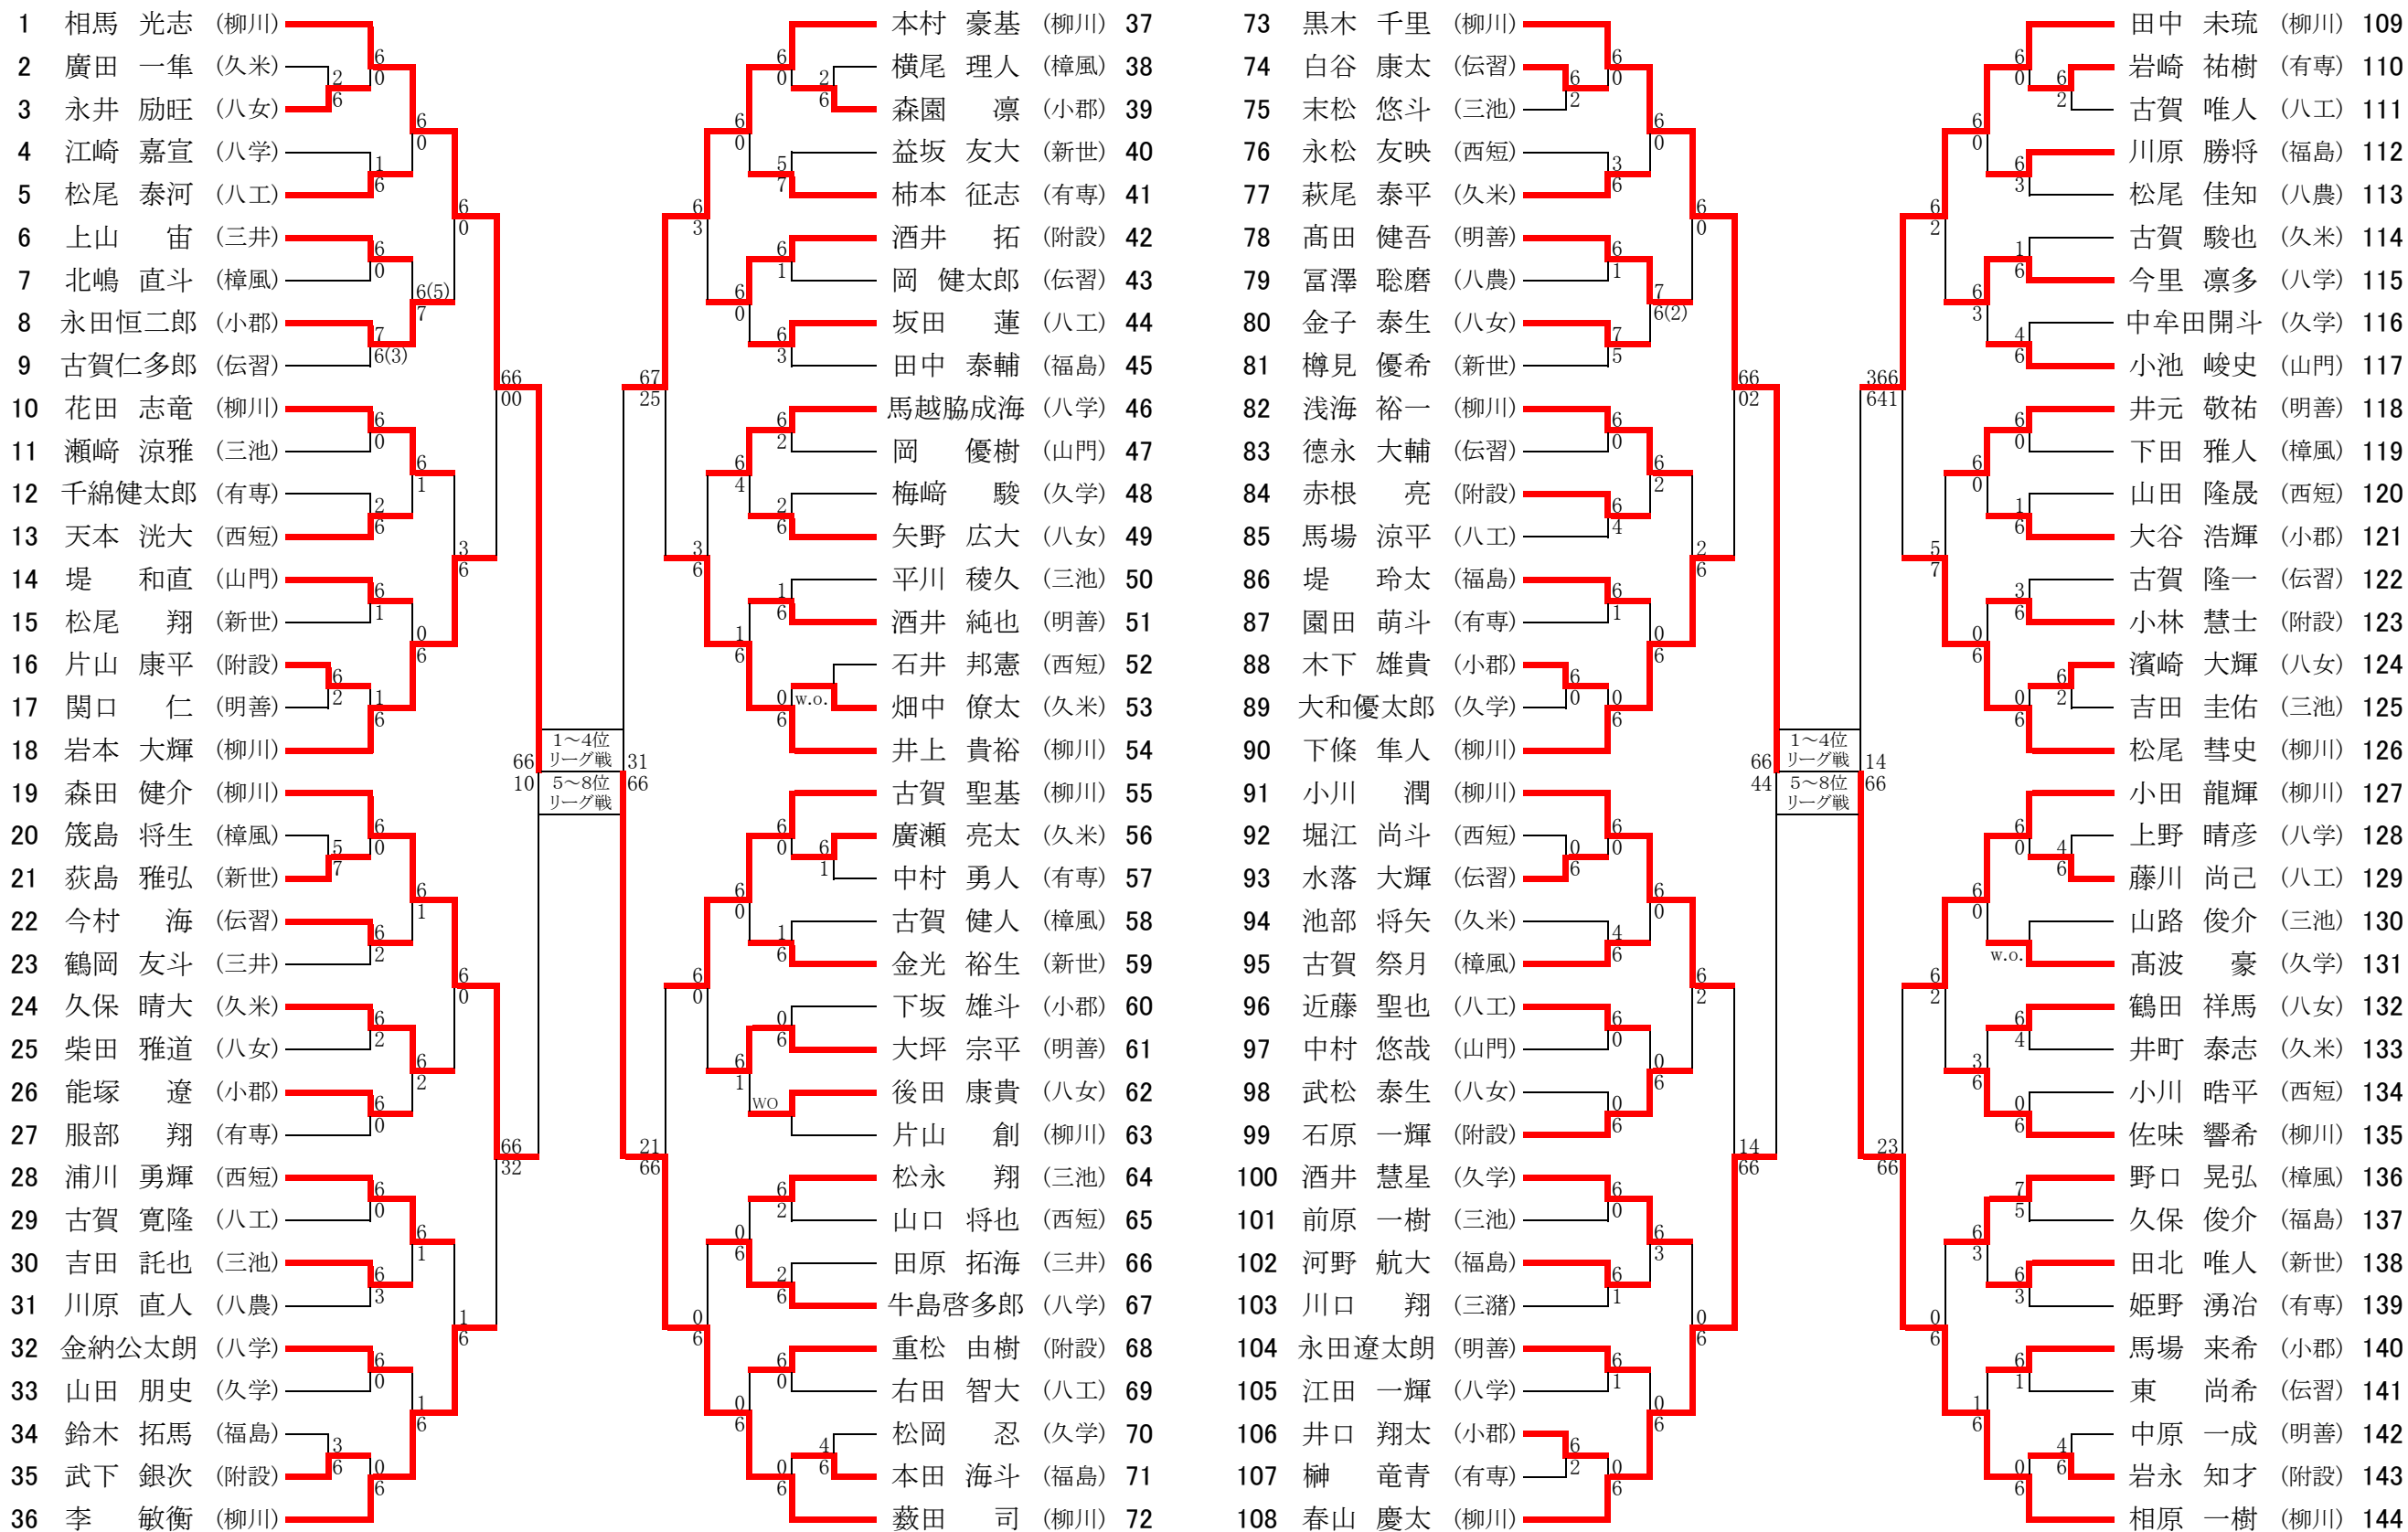 1 相馬 光志 (柳川)
2 廣田 一隼 (久米)
3 永井 励旺 (八女)
4 江崎 嘉宣 (八学)
5 松尾 泰河 (八工)
6 上山 宙 (三井)
7 北嶋 直斗 (樟風)
8 永田恒二郎 (小郡)
9 古賀仁多郎 (伝習)
10 花田 志竜 (柳川)
11 瀬﨑 涼雅 (三池)
12 千綿健太郎 (有専)
13 天本 洸大 (西短)
14 堤 和直 (山門)
15 松尾 翔 (新世)
16 片山 康平 (附設)
17 関口 仁 (明善)
18 岩本 大輝 (柳川)
19 森田 健介 (柳川)
20 筬島 将生 (樟風)
21 荻島 雅弘 (新世)
22 今村 海 (伝習)
23 鶴岡 友斗 (三井)
24 久保 晴大 (久米)
25 柴田 雅道 (八女)
26 能塚 遼 (小郡)
27 服部 翔 (有専)
28 浦川 勇輝 (西短)
29 古賀 寛隆 (八工)
30 吉田 託也 (三池)
31 川原 直人 (八農)
32 金納公太朗 (八学)
33 山田 朋史 (久学)
34 鈴木 拓馬 (福島)
35 武下 銀次 (附設)
36 李 敏衡 (柳川)
本村 豪基 (柳川) 37
横尾 理人 (樟風) 38
森園 凛 (小郡) 39
益坂 友大 (新世) 40
柿本 征志 (有専) 41
酒井 拓 (附設) 42
岡 健太郎 (伝習) 43
坂田 蓮 (八工) 44
田中 泰輔 (福島) 45
馬越脇成海 (八学) 46
岡 優樹 (山門) 47
梅﨑 駿 (久学) 48
矢野 広大 (八女) 49
平川 稜久 (三池) 50
酒井 純也 (明善) 51
石井 邦憲 (西短) 52
畑中 僚太 (久米) 53
井上 貴裕 (柳川) 54
古賀 聖基 (柳川) 55
廣瀬 亮太 (久米) 56
中村 勇人 (有専) 57
古賀 健人 (樟風) 58
金光 裕生 (新世) 59
下坂 雄斗 (小郡) 60
大坪 宗平 (明善) 61
後田 康貴 (八女) 62
片山 創 (柳川) 63
松永 翔 (三池) 64
山口 将也 (西短) 65
田原 拓海 (三井) 66
牛島啓多郎 (八学) 67
重松 由樹 (附設) 68
右田 智大 (八工) 69
松岡 忍 (久学) 70
本田 海斗 (福島) 71
薮田 司 (柳川) 72
1～4位
リーグ戦
5～8位
リーグ戦
73 黒木 千里 (柳川)
74 白谷 康太 (伝習)
75 末松 悠斗 (三池)
76 永松 友映 (西短)
77 萩尾 泰平 (久米)
78 髙田 健吾 (明善)
79 冨澤 聡磨 (八農)
80 金子 泰生 (八女)
81 樽見 優希 (新世)
82 浅海 裕一 (柳川)
83 德永 大輔 (伝習)
84 赤根 亮 (附設)
85 馬場 涼平 (八工)
86 堤 玲太 (福島)
87 園田 萌斗 (有専)
88 木下 雄貴 (小郡)
89 大和優太郎 (久学)
90 下條 隼人 (柳川)
91 小川 潤 (柳川)
92 堀江 尚斗 (西短)
93 水落 大輝 (伝習)
94 池部 将矢 (久米)
95 古賀 祭月 (樟風)
96 近藤 聖也 (八工)
97 中村 悠哉 (山門)
98 武松 泰生 (八女)
99 石原 一輝 (附設)
100 酒井 慧星 (久学)
101 前原 一樹 (三池)
102 河野 航大 (福島)
103 川口 翔 (三潴)
104 永田遼太朗 (明善)
105 江田 一輝 (八学)
106 井口 翔太 (小郡)
107 榊 竜青 (有専)
108 春山 慶太 (柳川)
田中 未琉 (柳川) 109
岩崎 祐樹 (有専) 110
古賀 唯人 (八工) 111
川原 勝将 (福島) 112
松尾 佳知 (八農) 113
古賀 駿也 (久米) 114
今里 凛多 (八学) 115
中牟田開斗 (久学) 116
小池 峻史 (山門) 117
井元 敬祐 (明善) 118
下田 雅人 (樟風) 119
山田 隆晟 (西短) 120
大谷 浩輝 (小郡) 121
古賀 隆一 (伝習) 122
小林 慧士 (附設) 123
濱崎 大輝 (八女) 124
吉田 圭佑 (三池) 125
松尾 彗史 (柳川) 126
小田 龍輝 (柳川) 127
上野 晴彦 (八学) 128
藤川 尚己 (八工) 129
山路 俊介 (三池) 130
髙波 豪 (久学) 131
鶴田 祥馬 (八女) 132
井町 泰志 (久米) 133
小川 晧平 (西短) 134
佐味 響希 (柳川) 135
野口 晃弘 (樟風) 136
久保 俊介 (福島) 137
田北 唯人 (新世) 138
姫野 湧冶 (有専) 139
馬場 来希 (小郡) 140
東 尚希 (伝習) 141
中原 一成 (明善) 142
岩永 知才 (附設) 143
相原 一樹 (柳川) 144
1～4位
リーグ戦
5～8位
リーグ戦